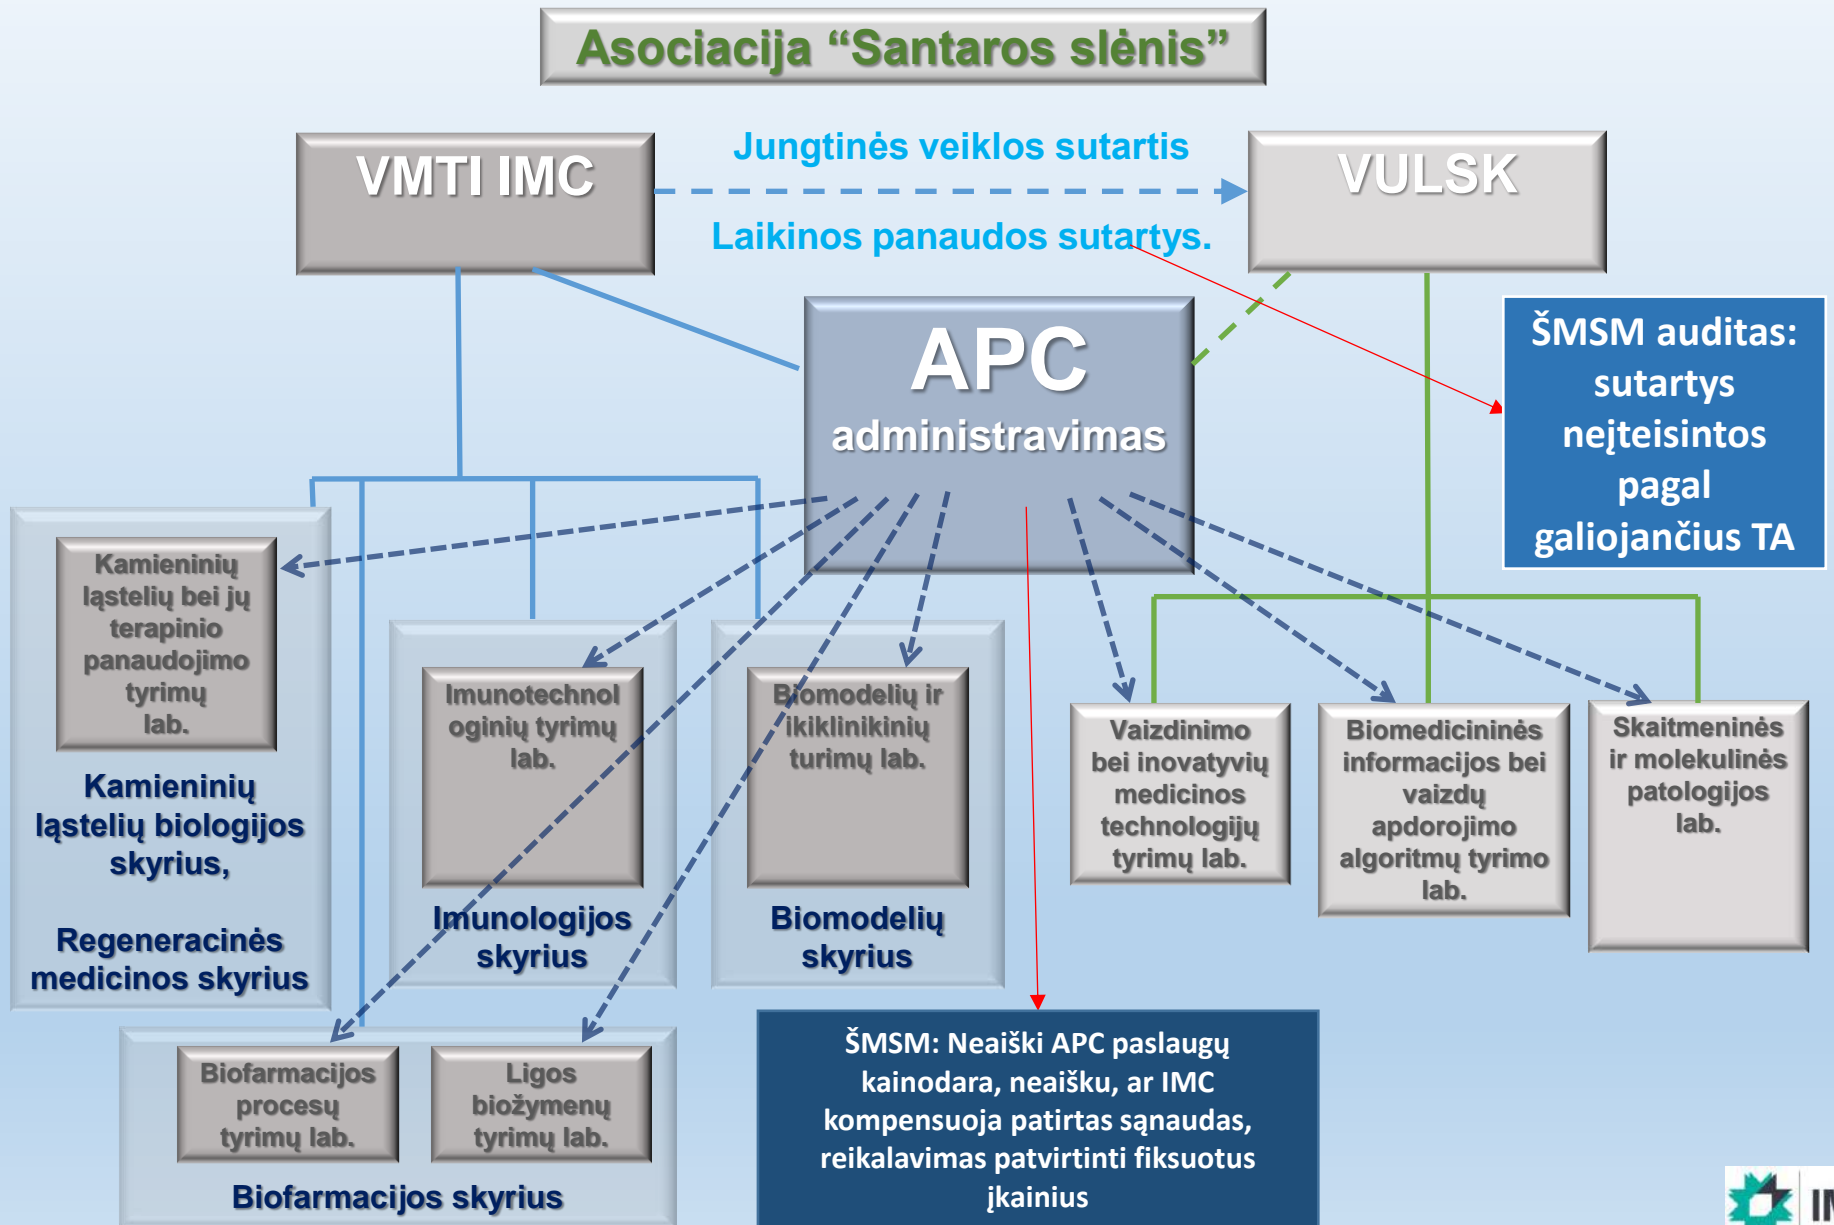 Asociacija “Santaros slėnis”
VMTI IMC
Jungtinės veiklos sutartis
Laikinos panaudos sutartys.
VULSK
APC
administravimas
ŠMSM auditas:
sutartys
neįteisintos
pagal
galiojančius TA
Kamieninių
ląstelių bei jų
terapinio
panaudojimo
tyrimų
lab.
Kamieninių
ląstelių biologijos
skyrius,
Regeneracinės
medicinos skyrius
Imunotechnol
oginių tyrimų
lab.
Imunologijos
skyrius
Biomodelių ir
ikiklinikinių
turimų lab.
Biomodelių
skyrius
Vaizdinimo
bei inovatyvių
medicinos
technologijų
tyrimų lab.
Biomedicininės
informacijos bei
vaizdų
apdorojimo
algoritmų tyrimo
lab.
Skaitmeninės
ir molekulinės
patologijos
lab.
Biofarmacijos
procesų
tyrimų lab.
Ligos
biožymenų
tyrimų lab.
Biofarmacijos skyrius
ŠMSM: Neaiški APC paslaugų
kainodara, neaišku, ar IMC
kompensuoja patirtas sąnaudas,
reikalavimas patvirtinti fiksuotus
įkainius